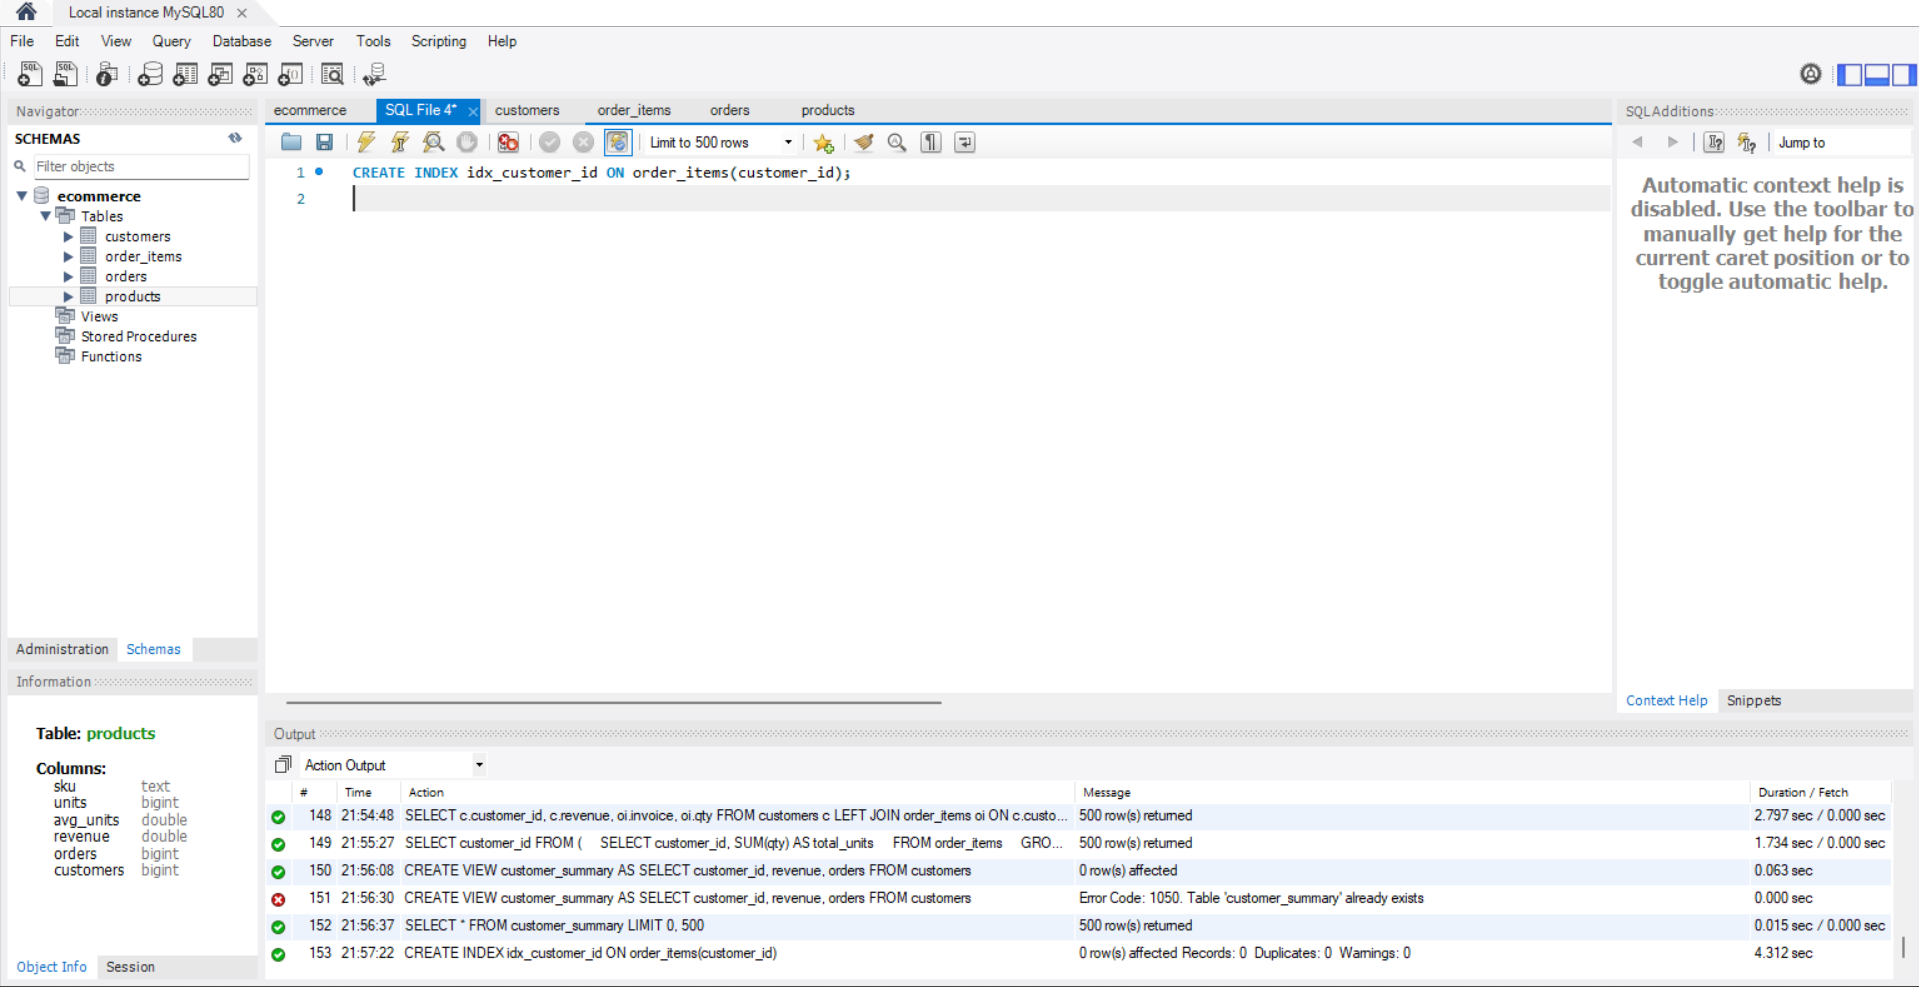 Local instance MySQL80
File Edit View Query Database Server Tools Scripting Help
Navigator
SCHEMAS
Filter objects
ecommerce
Tables
customers
order_items
orders
products
Views
Stored Procedures
Functions
Administration Schemas
Information
Table: products
Columns:
sku text
units bigint
avg_units double
revenue double
orders bigint
customers bigint
Object Info Session
ecommerce SQL File 4* customers order_items orders products
Limit to 500 rows
1 CREATE INDEX idx_customer_id ON order_items(customer_id);
2
SQLAdditions
Jump to
Automatic context help is
disabled. Use the toolbar to
manually get help for the
current caret position or to
toggle automatic help.
Context Help Snippets
Output
Action Output
# Time Action Message Duration / Fetch
148 21:54:48 SELECT c.customer_id, c.revenue, oi.invoice, oi.qty FROM customers c LEFT JOIN order_items oi ON c.custo... 500 row(s) returned 2.797 sec / 0.000 sec
149 21:55:27 SELECT customer_id FROM ( SELECT customer_id, SUM(qty) AS total_units FROM order_items GRO... 500 row(s) returned 1.734 sec / 0.000 sec
150 21:56:08 CREATE VIEW customer_summary AS SELECT customer_id, revenue, orders FROM customers 0 row(s) affected 0.063 sec
151 21:56:30 CREATE VIEW customer_summary AS SELECT customer_id, revenue, orders FROM customers Error Code: 1050. Table 'customer_summary' already exists 0.000 sec
152 21:56:37 SELECT * FROM customer_summary LIMIT 0, 500 500 row(s) returned 0.015 sec / 0.000 sec
153 21:57:22 CREATE INDEX idx_customer_id ON order_items(customer_id) 0 row(s) affected Records: 0 Duplicates: 0 Warnings: 0 4.312 sec